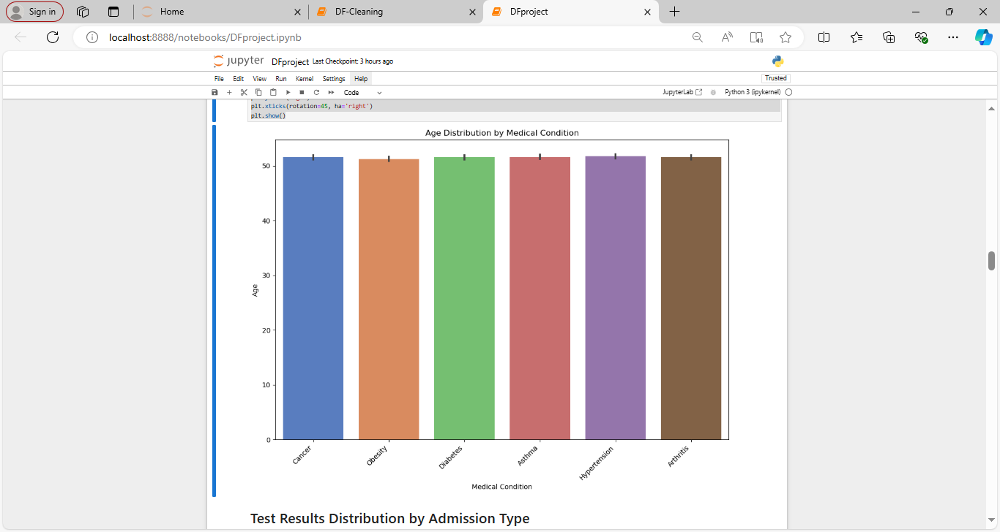 Sign in
Home
DF-Cleaning
DFproject
localhost:8888/notebooks/DFproject.ipynb
jupyter DFproject Last Checkpoint: 3 hours ago
File Edit View Run Kernel Settings Help
Trusted
Code
JupyterLab
Python 3 (ipykernel)
plt.xticks(rotation=45, ha='right')
plt.show()
Age Distribution by Medical Condition
50
40
30
20
10
0
Age
Cancer
Obesity
Diabetes
Asthma
Hypertension
Arthritis
Medical Condition
Test Results Distribution by Admission Type